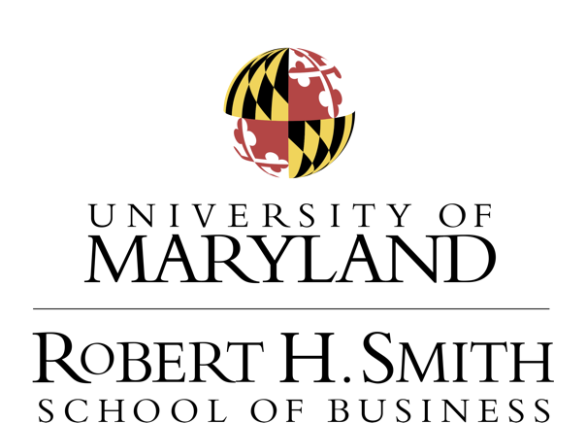 UNIVERSITY OF
MARYLAND
ROBERT H. SMITH
SCHOOL OF BUSINESS